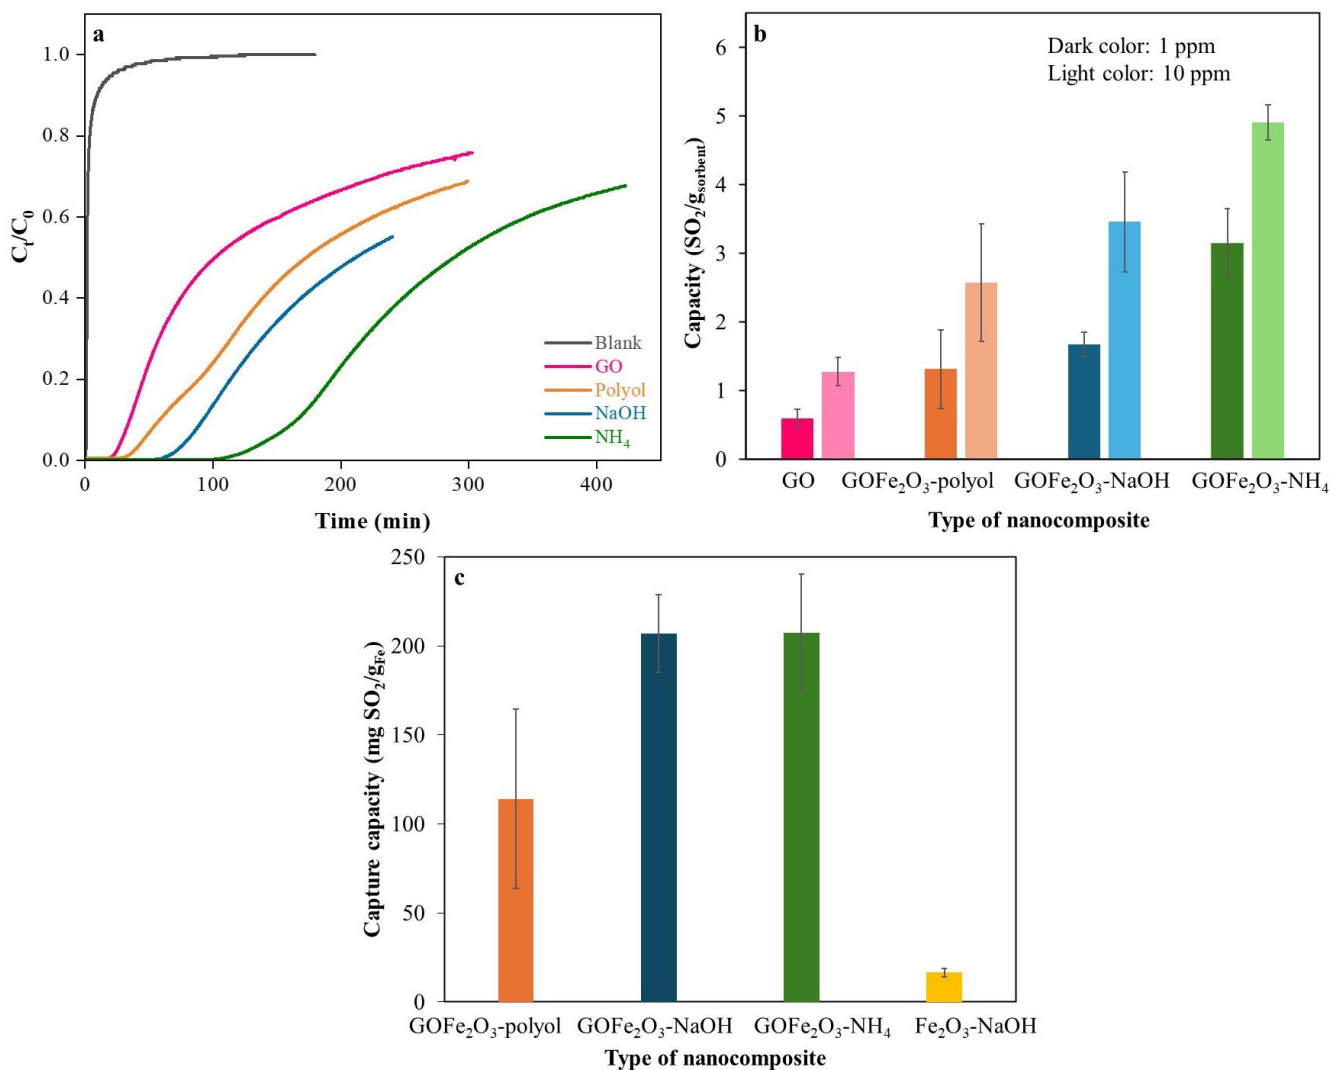 a
1.0
0.8
0.6
0.4
0.2
0.0
Cₜ/C₀
Blank
GO
Polyol
NaOH
NH₄
0 100 200 300 400
Time (min)
b
Dark color: 1 ppm
Light color: 10 ppm
6
5
4
3
2
1
0
Capacity (SO₂/g_sorbent)
GO GOFe₂O₃-polyol GOFe₂O₃-NaOH GOFe₂O₃-NH₄
Type of nanocomposite
c
250
200
150
100
50
0
Capture capacity (mg SO₂/g_Fe)
GOFe₂O₃-polyol GOFe₂O₃-NaOH GOFe₂O₃-NH₄ Fe₂O₃-NaOH
Type of nanocomposite